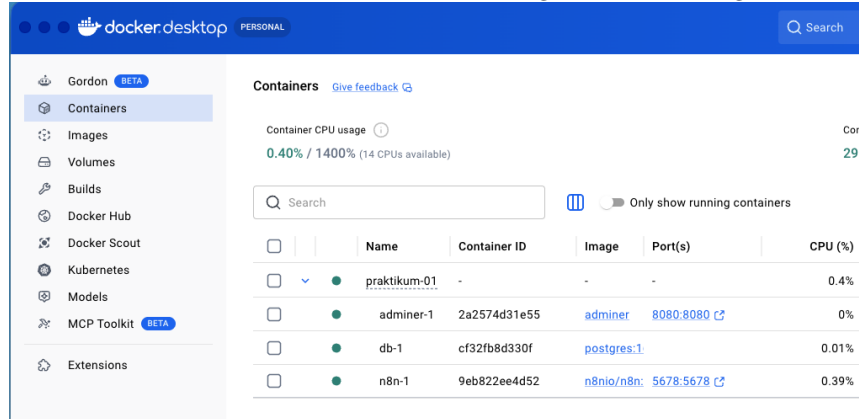 docker.desktop PERSONAL Search
Gordon BETA
Containers
Images
Volumes
Builds
Docker Hub
Docker Scout
Kubernetes
Models
MCP Toolkit BETA
Extensions
Containers Give feedback
Container CPU usage
0.40% / 1400% (14 CPUs available)
29
Search
Only show running containers
Name Container ID Image Port(s) CPU (%)
praktikum-01 - - - 0.4%
adminer-1 2a2574d31e55 adminer 8080:8080 0%
db-1 cf32fb8d330f postgres:1 0.01%
n8n-1 9eb822ee4d52 n8nio/n8n: 5678:5678 0.39%